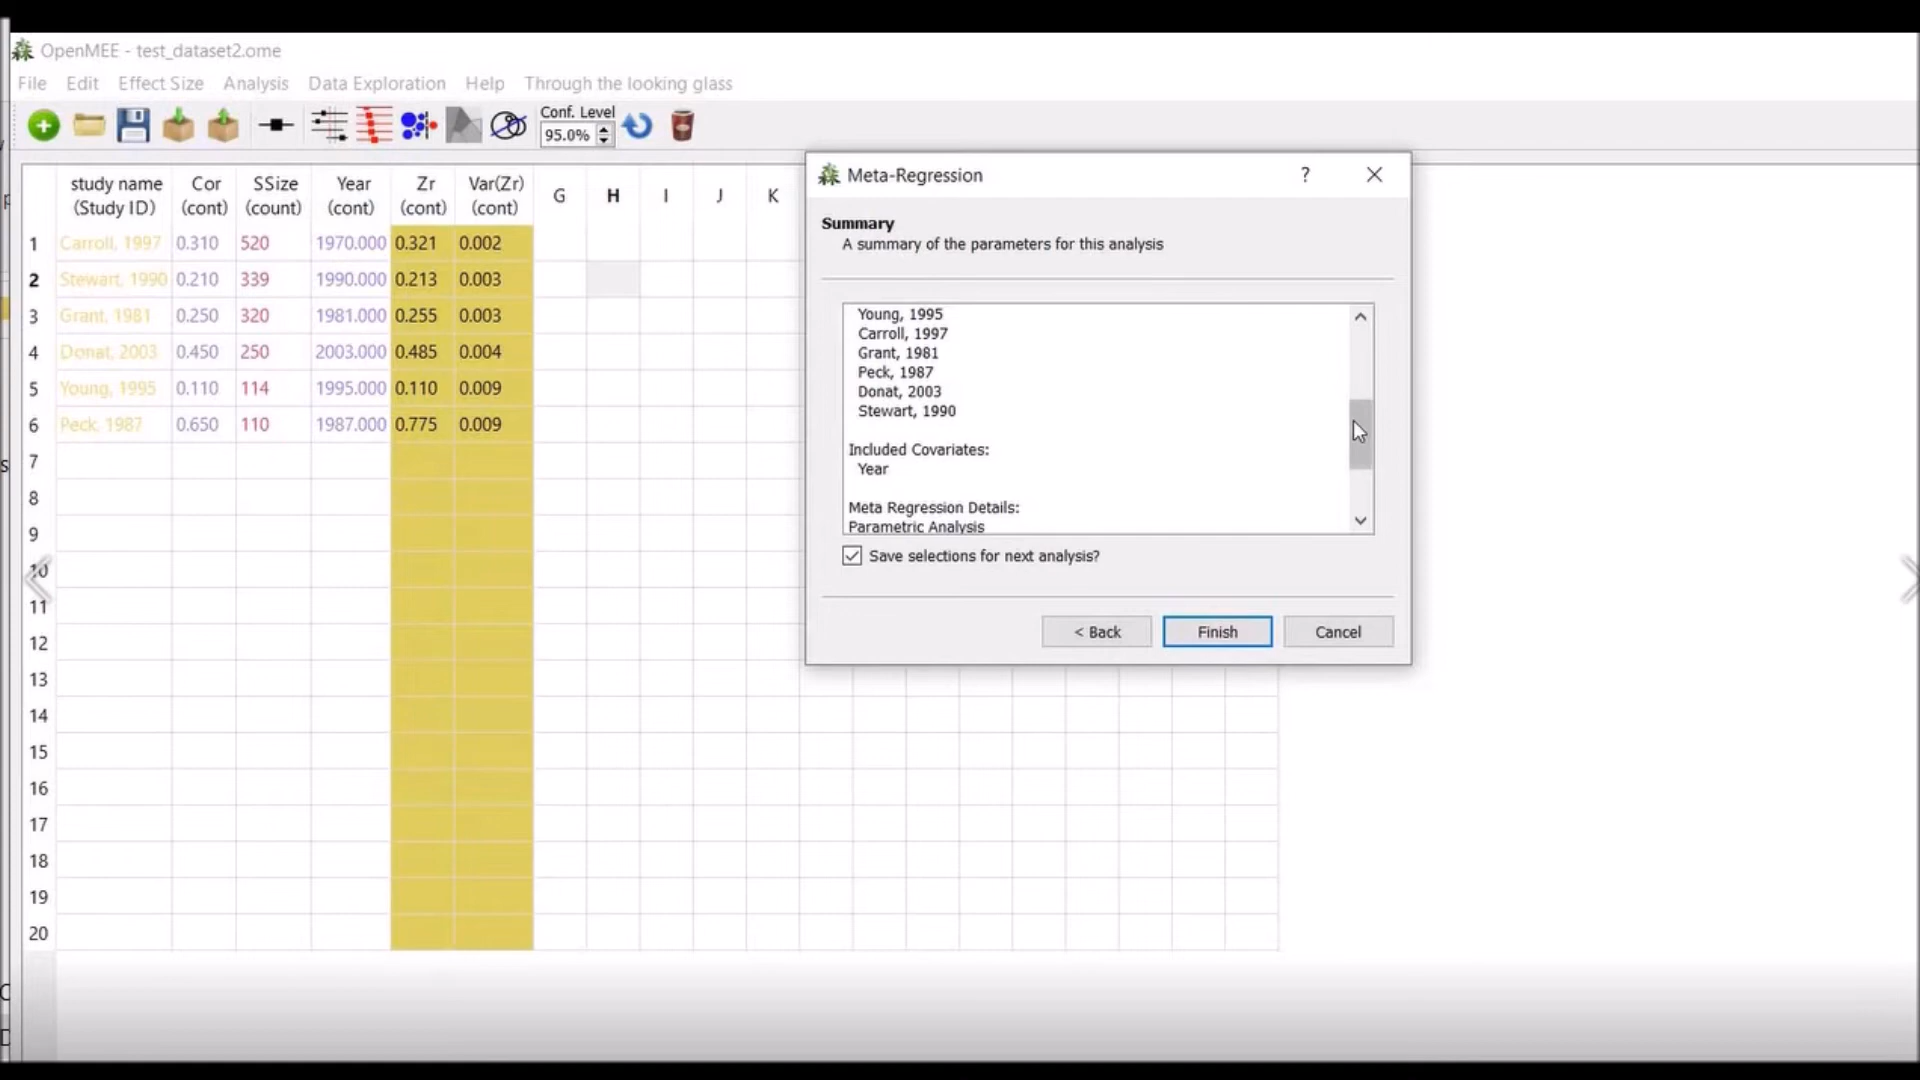 OpenMEE - test_dataset2.ome
File Edit Effect Size Analysis Data Exploration Help Through the looking glass
Conf. Level
95.0%
study name Cor SSize Year Zr Var(Zr)
(Study ID) (cont) (count) (cont) (cont) (cont) G H I J K
1 Carroll, 1997 0.310 520 1970.000 0.321 0.002
2 Stewart, 1990 0.210 339 1990.000 0.213 0.003
3 Grant, 1981 0.250 320 1981.000 0.255 0.003
4 Donat, 2003 0.450 250 2003.000 0.485 0.004
5 Young, 1995 0.110 114 1995.000 0.110 0.009
6 Peck, 1987 0.650 110 1987.000 0.775 0.009
7
8
9
10
11
12
13
14
15
16
17
18
19
20
Meta-Regression ?
Summary
A summary of the parameters for this analysis
Young, 1995
Carroll, 1997
Grant, 1981
Peck, 1987
Donat, 2003
Stewart, 1990
Included Covariates:
Year
Meta Regression Details:
Parametric Analysis
Save selections for next analysis?
< Back Finish Cancel